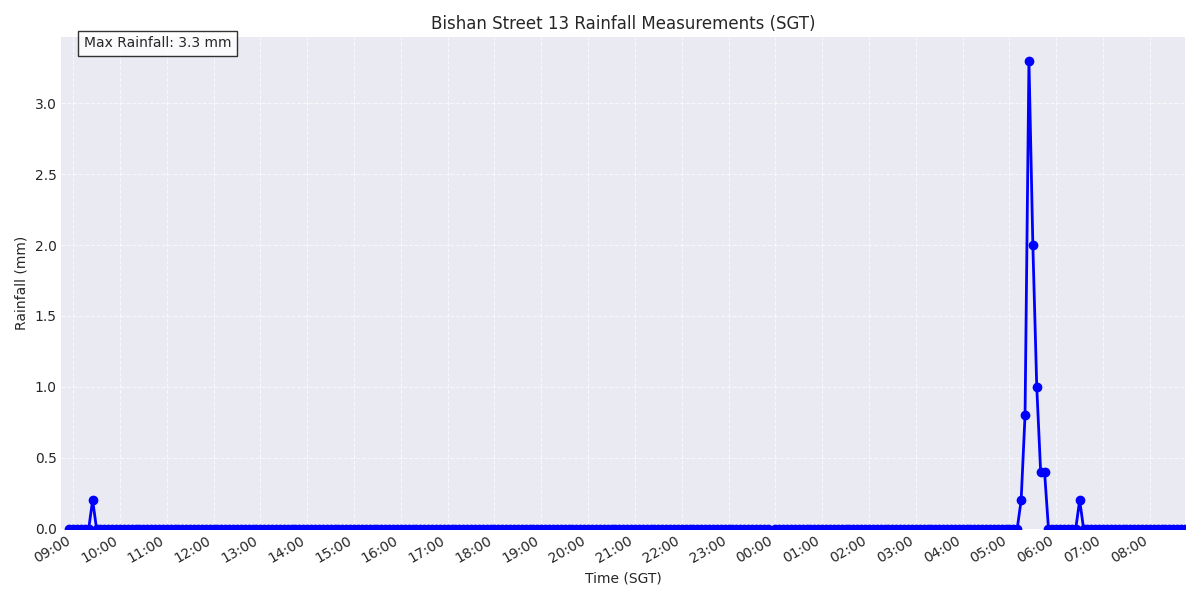 Bishan Street 13 Rainfall Measurements (SGT)
Max Rainfall: 3.3 mm
3.0
2.5
2.0
1.5
1.0
0.5
0.0
Rainfall (mm)
09:00 10:00 11:00 12:00 13:00 14:00 15:00 16:00 17:00 18:00 19:00 20:00 21:00 22:00 23:00 00:00 01:00 02:00 03:00 04:00 05:00 06:00 07:00 08:00
Time (SGT)